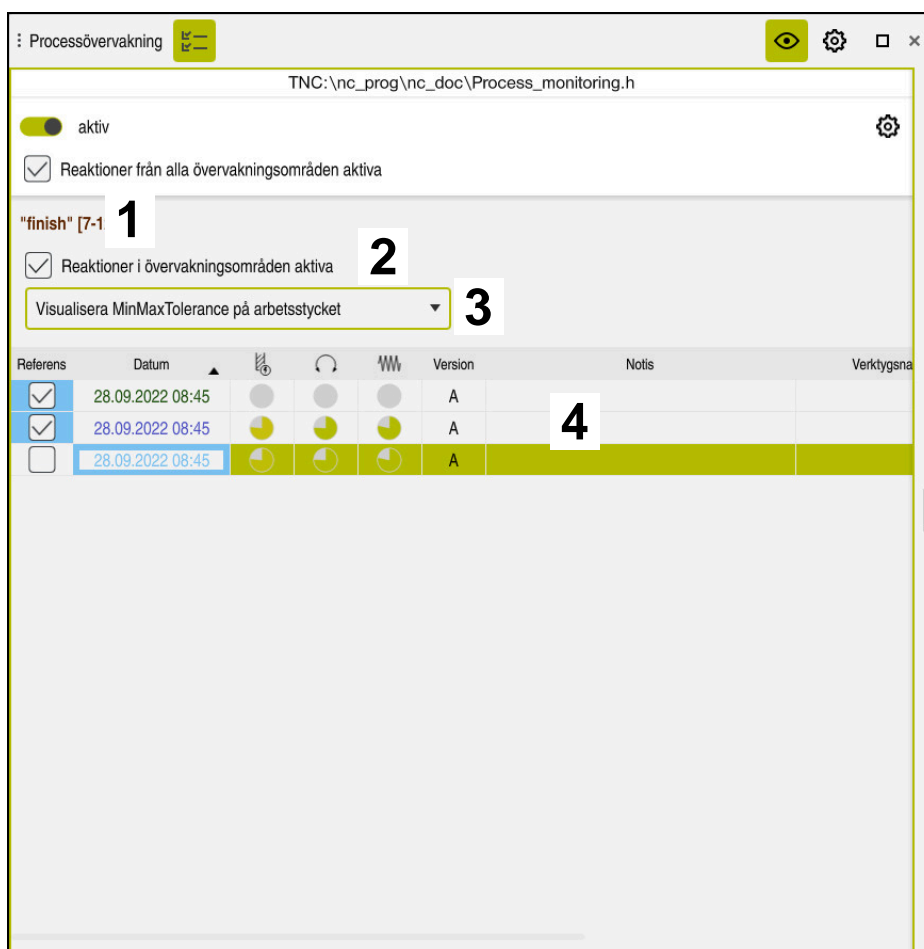 Processövervakning
TNC:\nc_prog\nc_doc\Process_monitoring.h
aktiv
Reaktioner från alla övervakningsområden aktiva
"finish" [7-1
1
Reaktioner i övervakningsområden aktiva
2
Visualisera MinMaxTolerance på arbetsstycket
3
Referens Datum Version Notis Verktygsna
28.09.2022 08:45 A
28.09.2022 08:45 A
4
28.09.2022 08:45 A